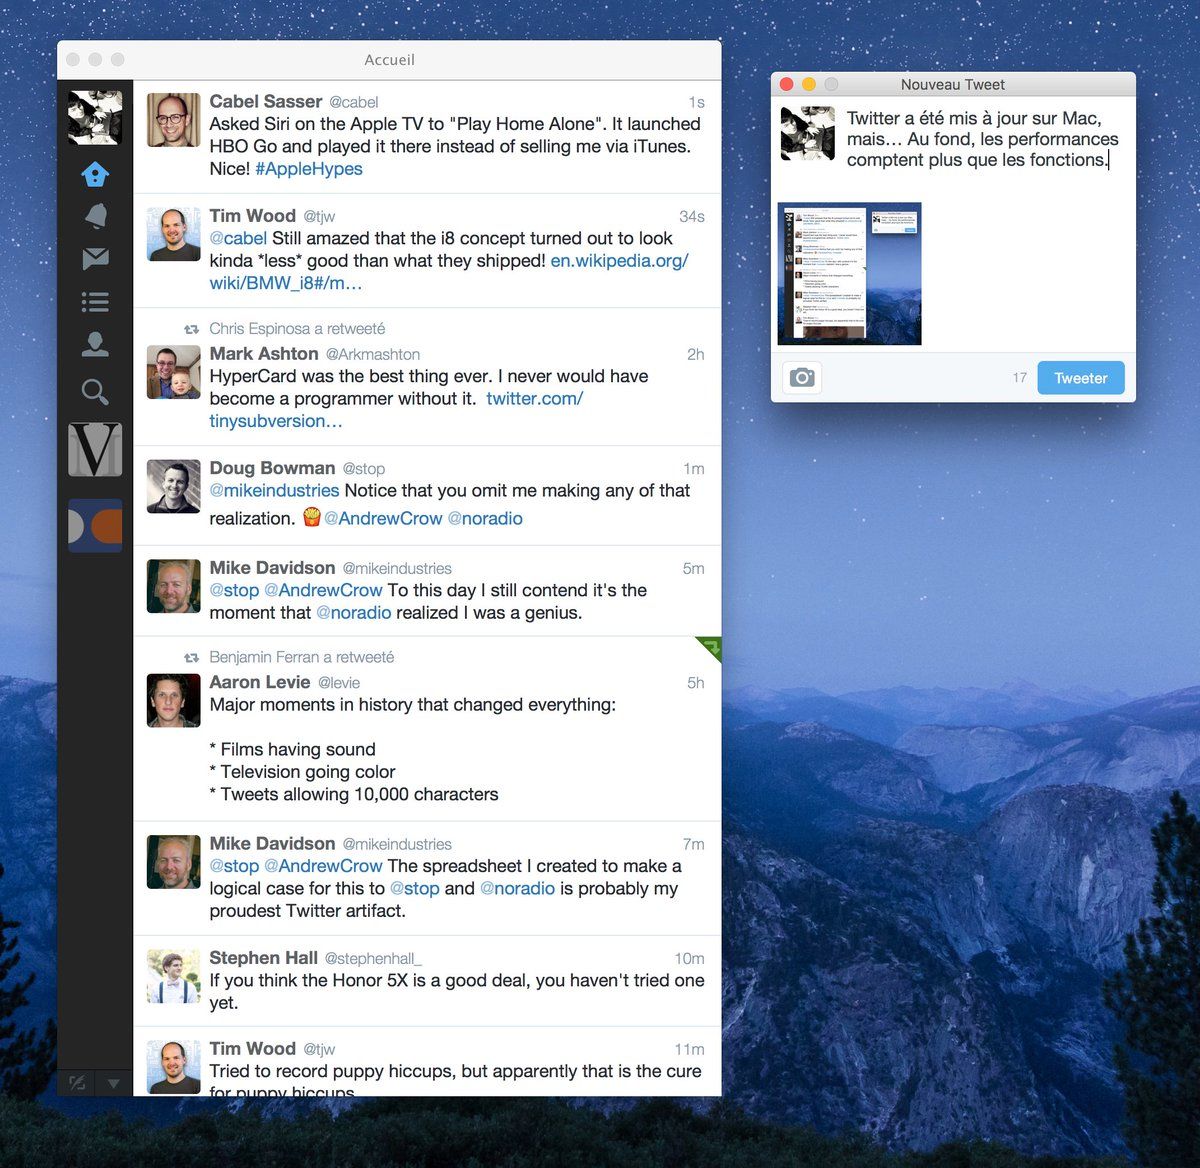 Accueil
Cabel Sasser @cabel 1s
Asked Siri on the Apple TV to "Play Home Alone". It launched
HBO Go and played it there instead of selling me via iTunes.
Nice! #AppleHypes
Tim Wood @tjw 34s
@cabel Still amazed that the i8 concept turned out to look
kinda *less* good than what they shipped! en.wikipedia.org/
wiki/BMW_i8#/m…
Chris Espinosa a retweeté
Mark Ashton @Arkmashton 2h
HyperCard was the best thing ever. I never would have
become a programmer without it. twitter.com/
tinysubversion…
Doug Bowman @stop 1m
@mikeindustries Notice that you omit me making any of that
realization. 🍟 @AndrewCrow @noradio
Mike Davidson @mikeindustries 5m
@stop @AndrewCrow To this day I still contend it's the
moment that @noradio realized I was a genius.
Benjamin Ferran a retweeté
Aaron Levie @levie 5h
Major moments in history that changed everything:
* Films having sound
* Television going color
* Tweets allowing 10,000 characters
Mike Davidson @mikeindustries 7m
@stop @AndrewCrow The spreadsheet I created to make a
logical case for this to @stop and @noradio is probably my
proudest Twitter artifact.
Stephen Hall @stephenhall_ 10m
If you think the Honor 5X is a good deal, you haven't tried one
yet.
Tim Wood @tjw 11m
Tried to record puppy hiccups, but apparently that is the cure
for puppy hiccups
M
Nouveau Tweet
Twitter a été mis à jour sur Mac,
mais… Au fond, les performances
comptent plus que les fonctions.
17
Tweeter